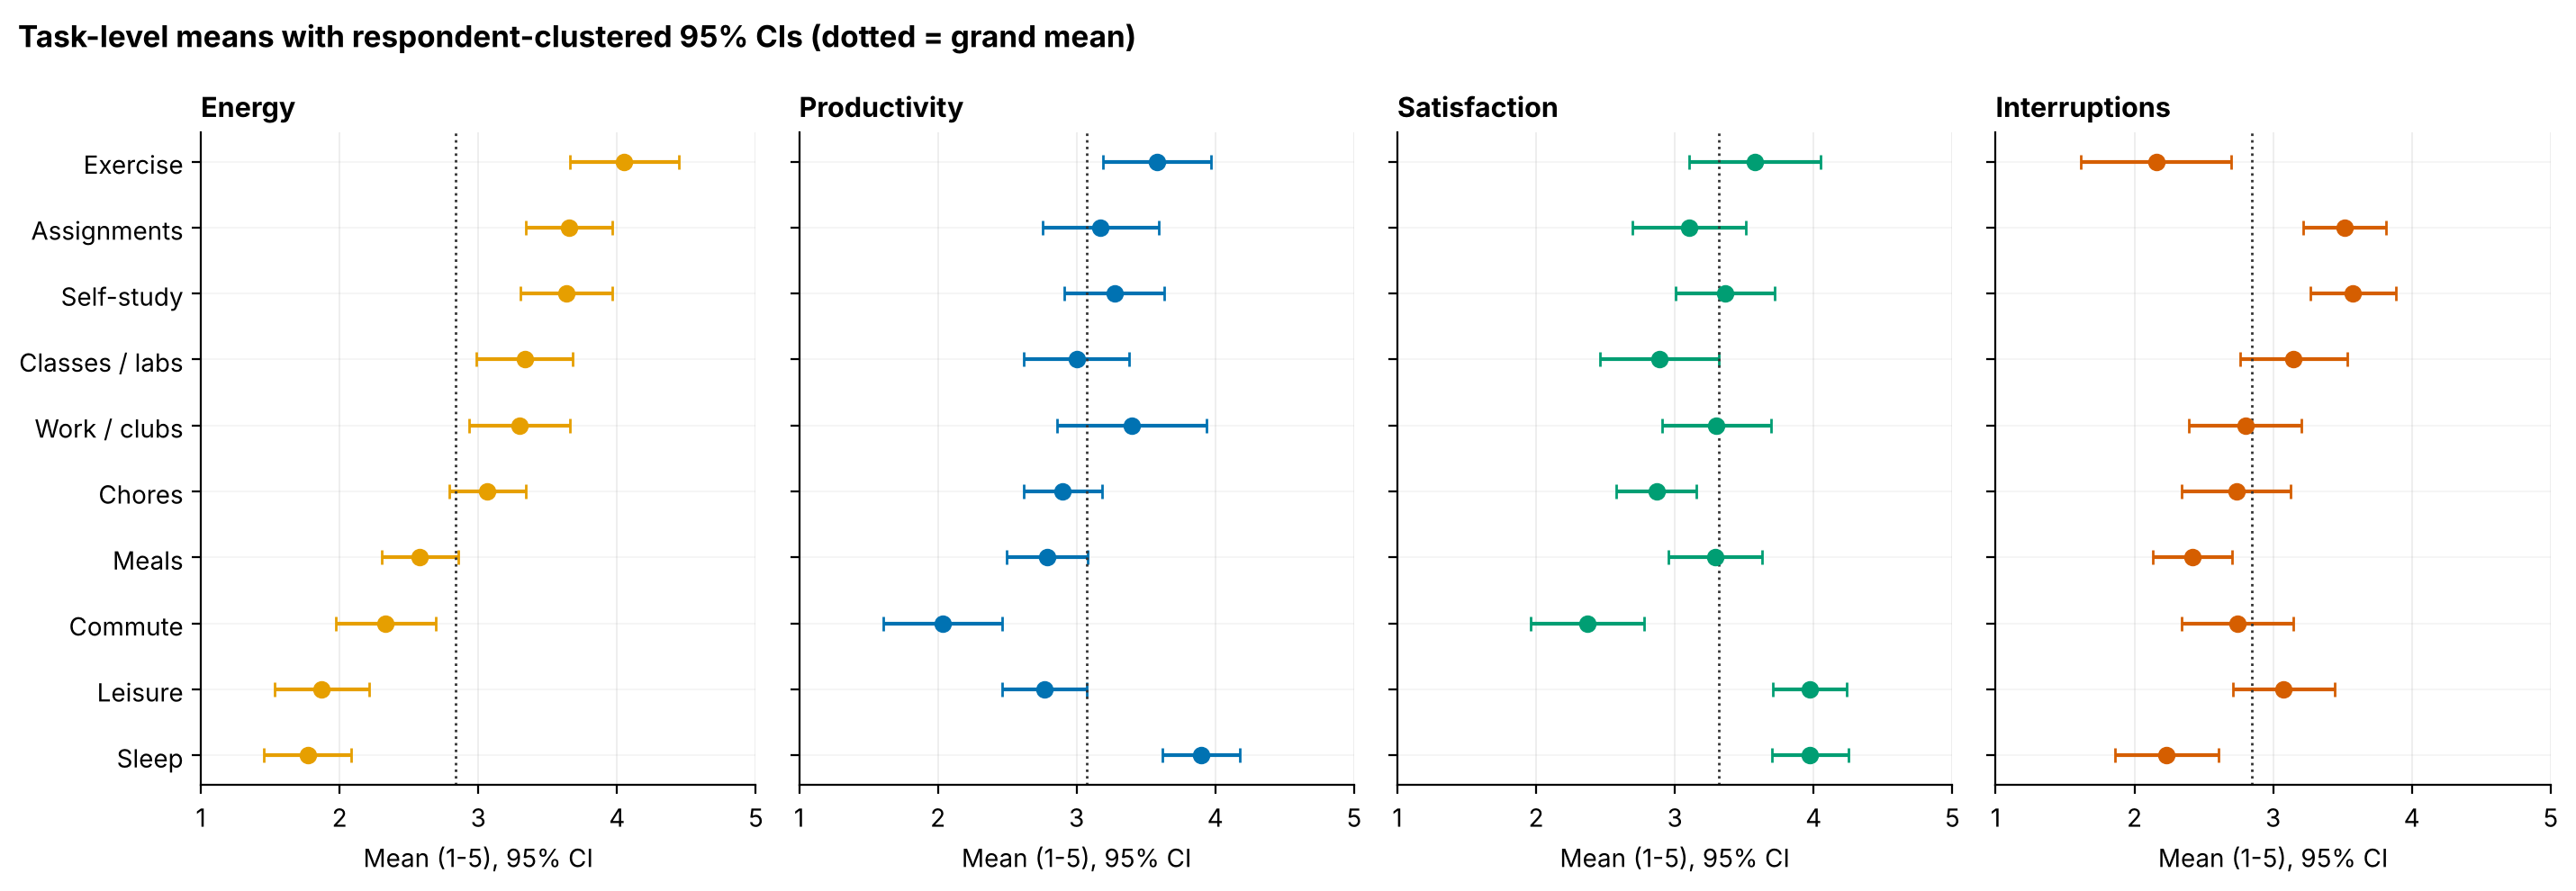 Task-level means with respondent-clustered 95% CIs (dotted = grand mean)
Energy
Productivity
Satisfaction
Interruptions
Exercise
Assignments
Self-study
Classes / labs
Work / clubs
Chores
Meals
Commute
Leisure
Sleep
1 2 3 4 5
1 2 3 4 5
1 2 3 4 5
1 2 3 4 5
Mean (1-5), 95% CI
Mean (1-5), 95% CI
Mean (1-5), 95% CI
Mean (1-5), 95% CI